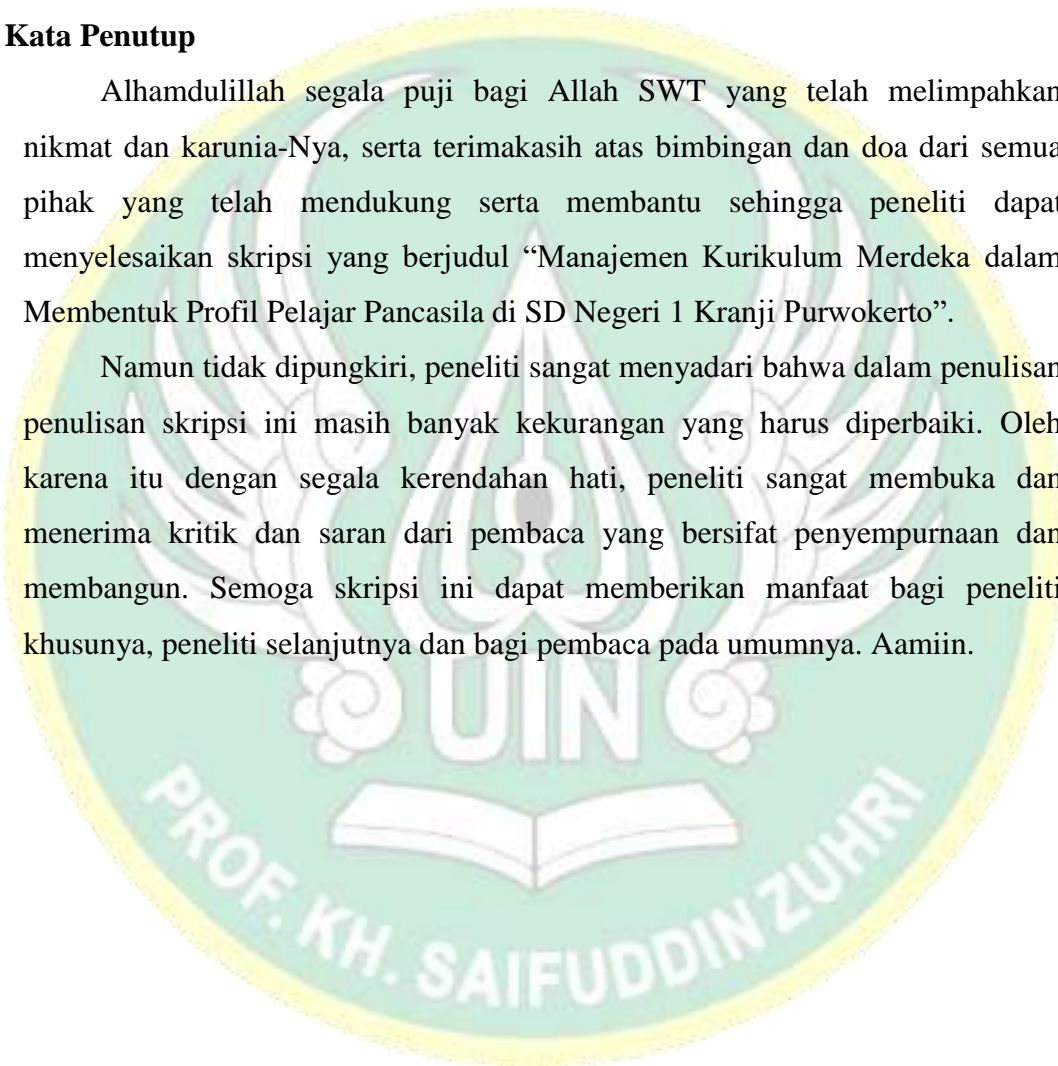 Kata Penutup
Alhamdulillah segala puji bagi Allah SWT yang telah melimpahkan
nikmat dan karunia-Nya, serta terimakasih atas bimbingan dan doa dari semua
pihak yang telah mendukung serta membantu sehingga peneliti dapat
menyelesaikan skripsi yang berjudul “Manajemen Kurikulum Merdeka dalam
Membentuk Profil Pelajar Pancasila di SD Negeri 1 Kranji Purwokerto”.
Namun tidak dipungkiri, peneliti sangat menyadari bahwa dalam penulisan
penulisan skripsi ini masih banyak kekurangan yang harus diperbaiki. Oleh
karena itu dengan segala kerendahan hati, peneliti sangat membuka dan
menerima kritik dan saran dari pembaca yang bersifat penyempurnaan dan
membangun. Semoga skripsi ini dapat memberikan manfaat bagi peneliti
khusunya, peneliti selanjutnya dan bagi pembaca pada umumnya. Aamiin.
UIN
PROF. KH. SAIFUDDIN ZUHRI